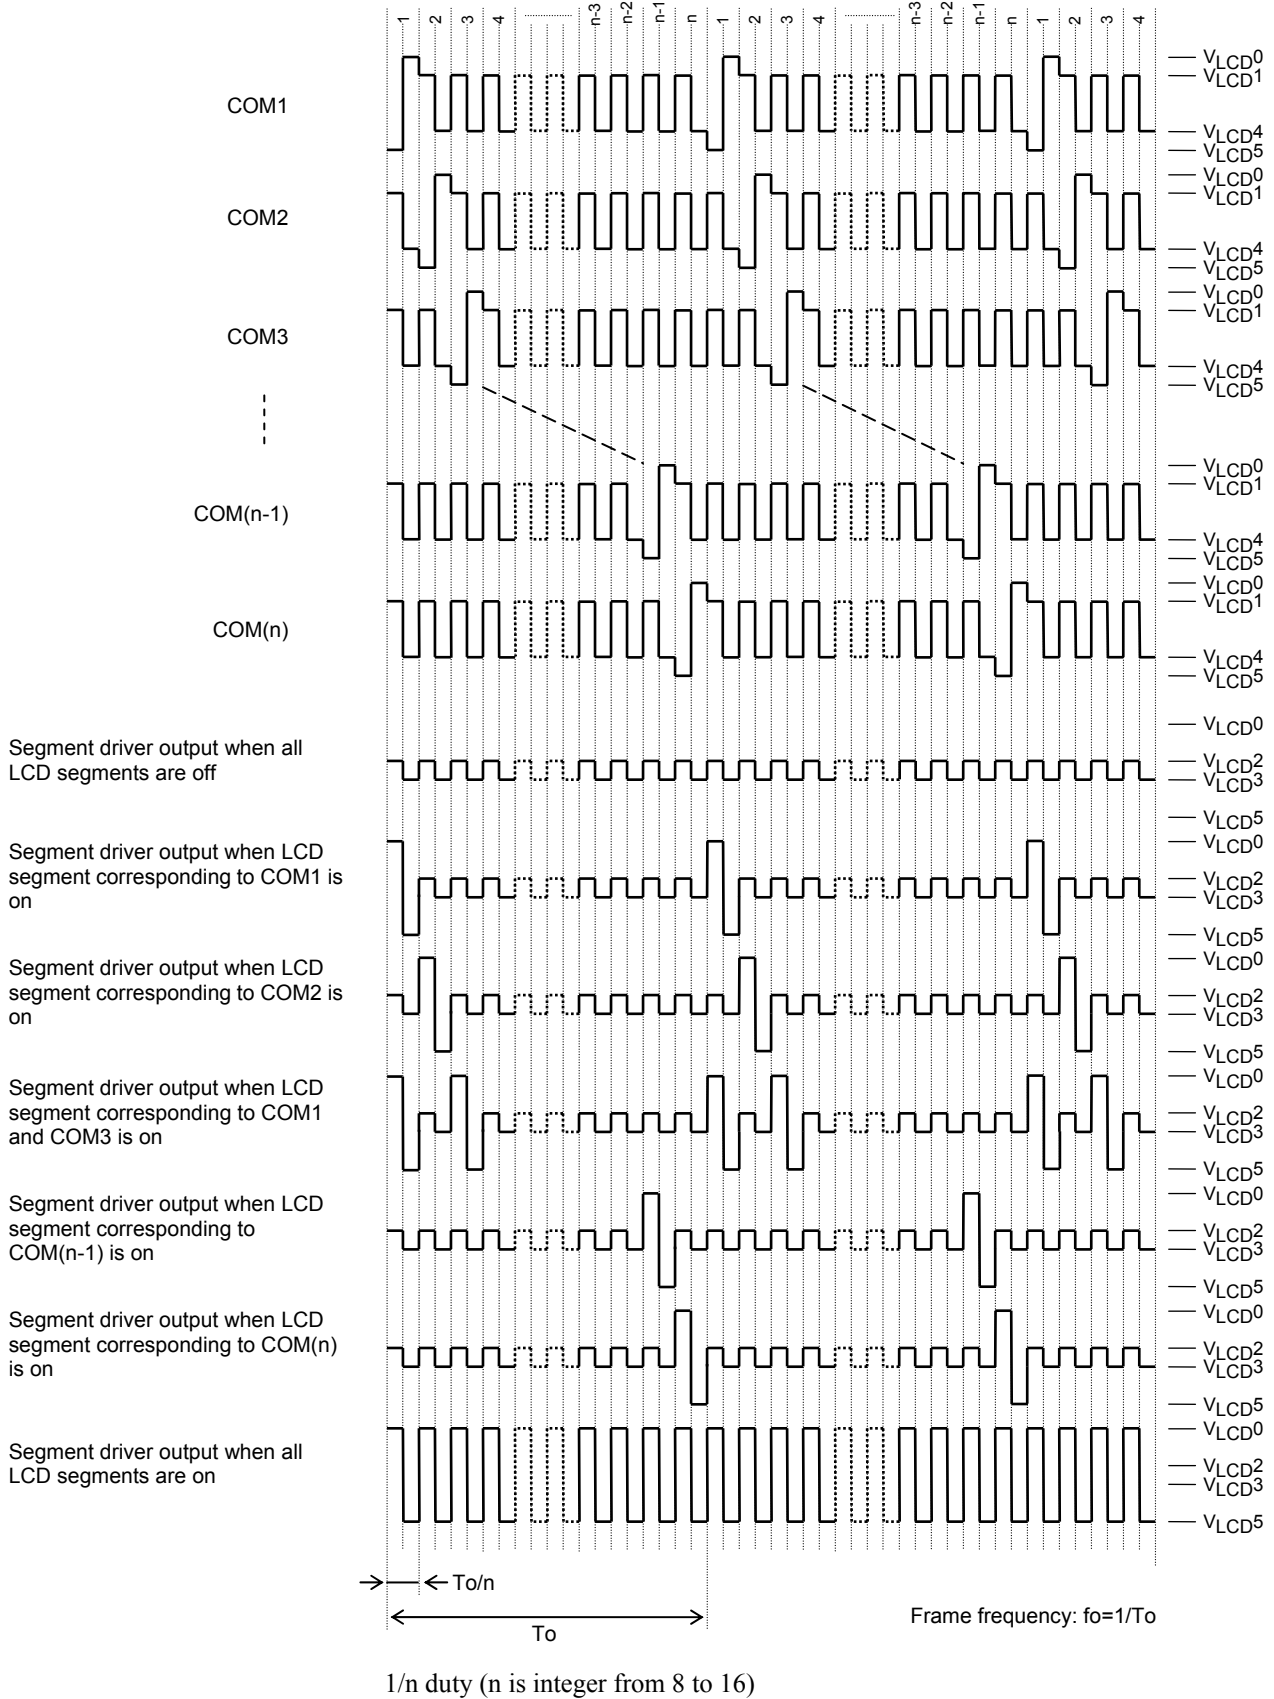 1 2 3 4 ........... n-3 n-2 n-1 n 1 2 3 4 ........... n-3 n-2 n-1 n 1 2 3 4
COM1
VLCD0
VLCD1
VLCD4
VLCD5
COM2
VLCD0
VLCD1
VLCD4
VLCD5
COM3
VLCD0
VLCD1
VLCD4
VLCD5
COM(n-1)
VLCD0
VLCD1
VLCD4
VLCD5
COM(n)
VLCD0
VLCD1
VLCD4
VLCD5
Segment driver output when all
LCD segments are off
VLCD0
VLCD2
VLCD3
VLCD5
Segment driver output when LCD
segment corresponding to COM1 is
on
VLCD0
VLCD2
VLCD3
VLCD5
Segment driver output when LCD
segment corresponding to COM2 is
on
VLCD0
VLCD2
VLCD3
VLCD5
Segment driver output when LCD
segment corresponding to COM1
and COM3 is on
VLCD0
VLCD2
VLCD3
VLCD5
Segment driver output when LCD
segment corresponding to
COM(n-1) is on
VLCD0
VLCD2
VLCD3
VLCD5
Segment driver output when LCD
segment corresponding to COM(n)
is on
VLCD0
VLCD2
VLCD3
VLCD5
Segment driver output when all
LCD segments are on
VLCD0
VLCD2
VLCD3
VLCD5
To/n
To
Frame frequency: fo=1/To
1/n duty (n is integer from 8 to 16)